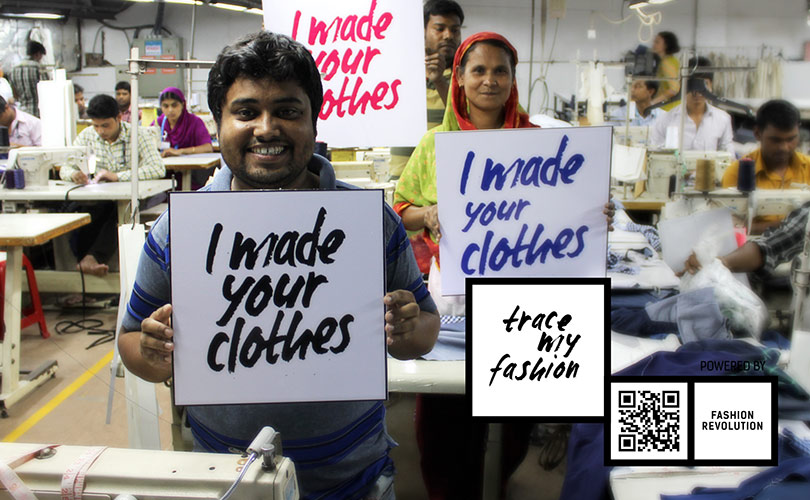 I made
your
clothes
I made
your
clothes
I made
your
clothes
trace
my
fashion
POWERED BY
FASHION
REVOLUTION